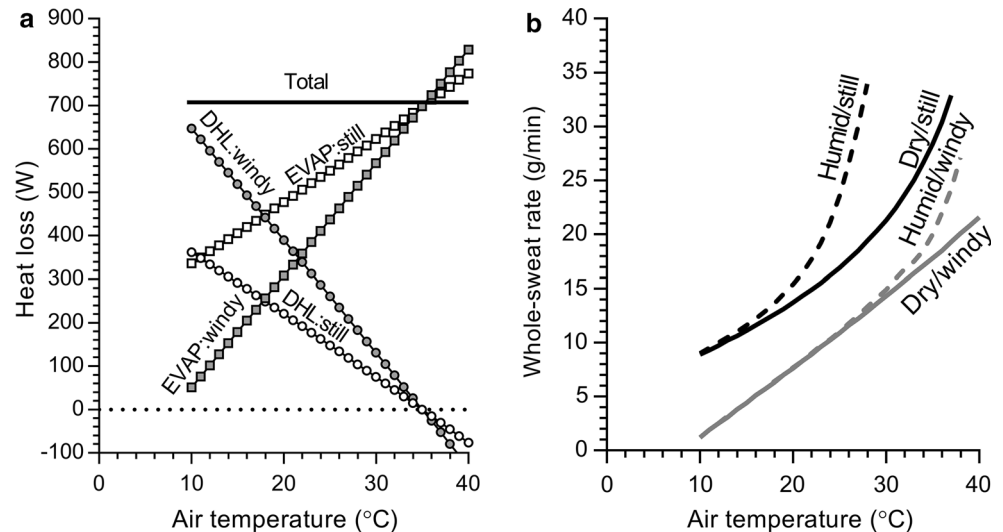 a
900
800
700
600
500
400
300
200
100
0
-100
Heat loss (W)
Total
DHL:windy
EVAP:still
EVAP:windy
DHL:still
0
10
20
30
40
Air temperature (°C)
b
40
35
30
25
20
15
10
5
0
Whole-sweat rate (g/min)
Humid/still
Dry/still
Humid/windy
Dry/windy
0
10
20
30
40
Air temperature (°C)